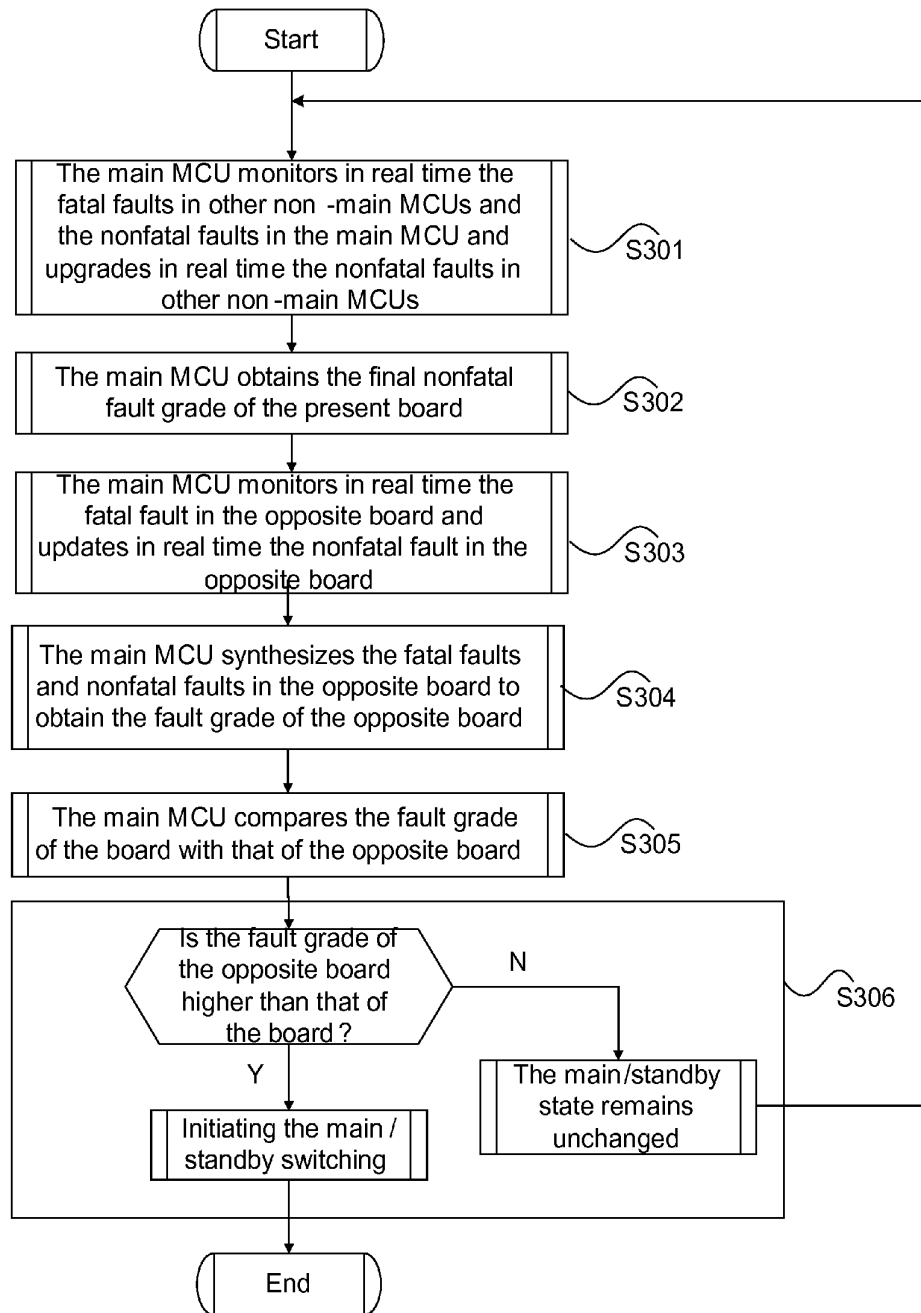 Start
The main MCU monitors in real time the
fatal faults in other non -main MCUs and
the nonfatal faults in the main MCU and
upgrades in real time the nonfatal faults in
other non -main MCUs
S301
The main MCU obtains the final nonfatal
fault grade of the present board
S302
The main MCU monitors in real time the
fatal fault in the opposite board and
updates in real time the nonfatal fault in the
opposite board
S303
The main MCU synthesizes the fatal faults
and nonfatal faults in the opposite board to
obtain the fault grade of the opposite board
S304
The main MCU compares the fault grade
of the board with that of the opposite board
S305
Is the fault grade of
the opposite board
higher than that of
the board ?
N
S306
Y
The main/standby
state remains
unchanged
Initiating the main /
standby switching
End